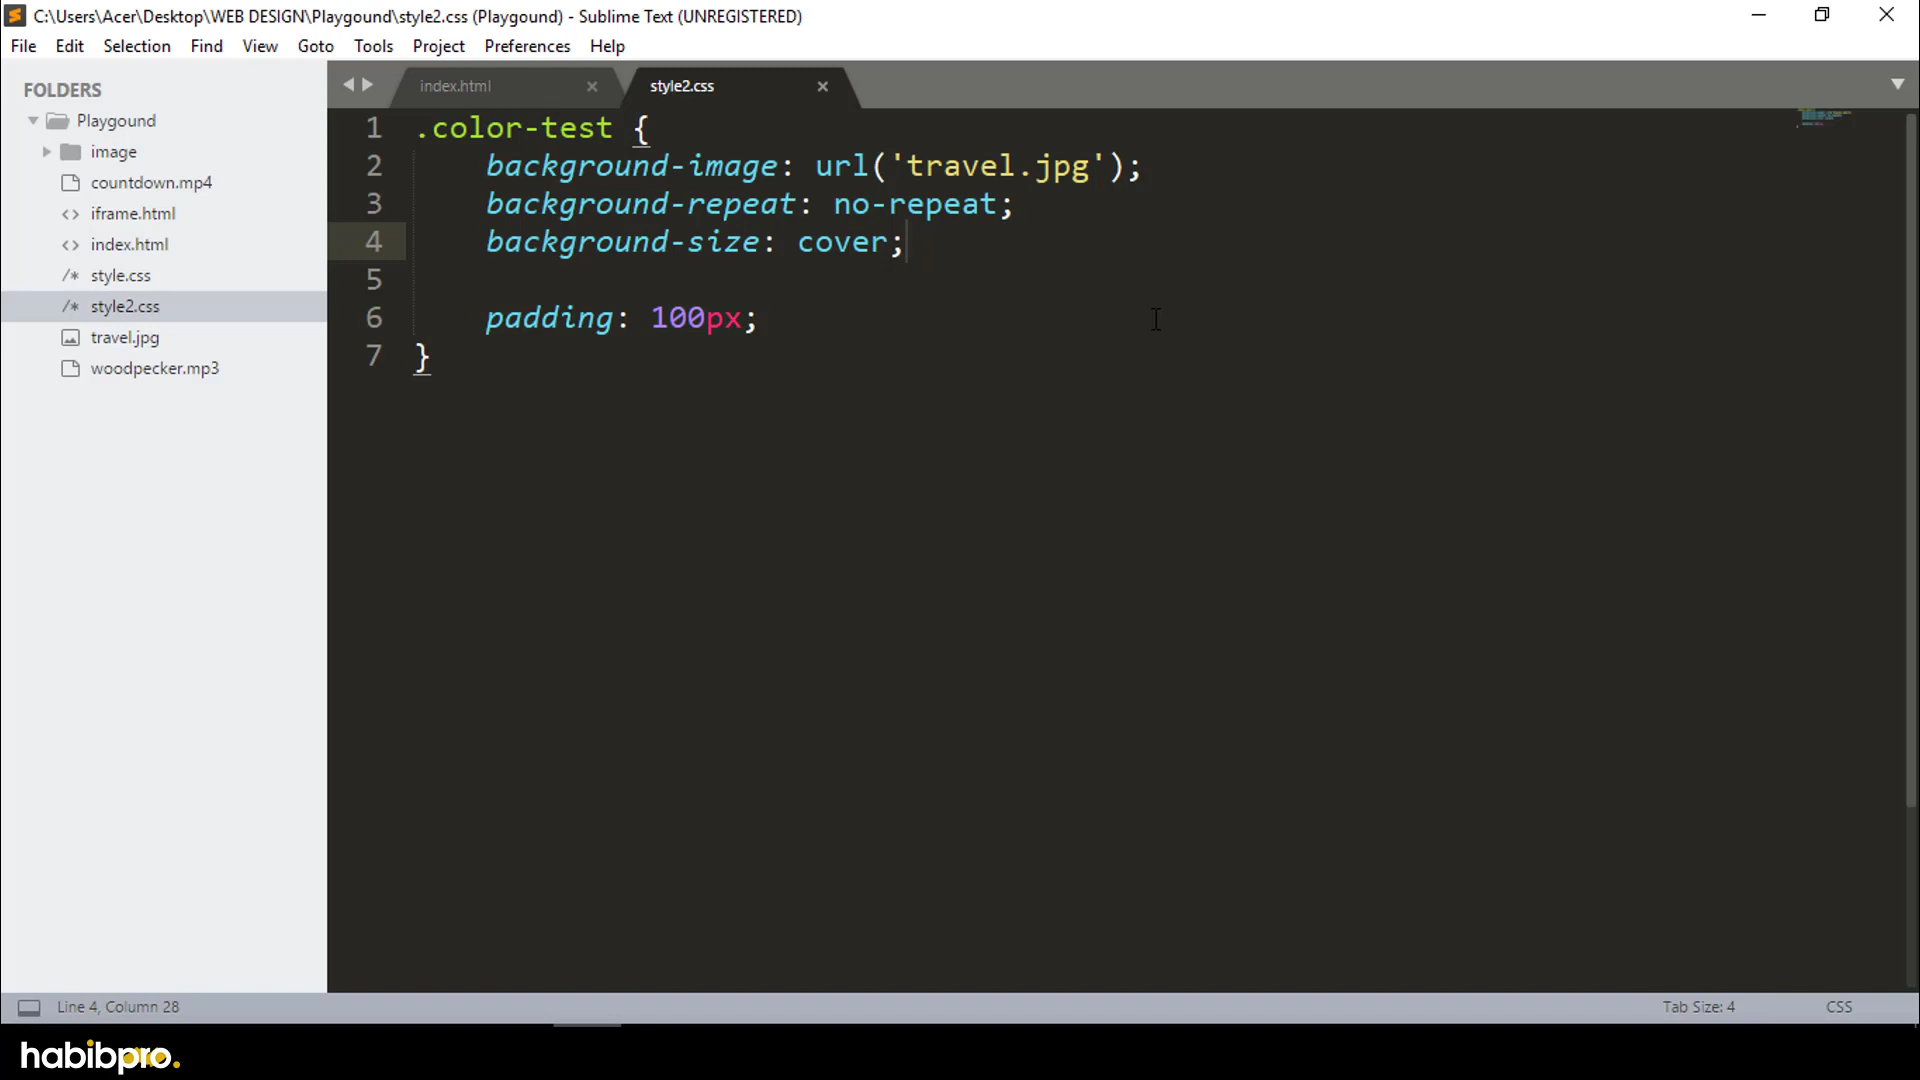 C:\Users\Acer\Desktop\WEB DESIGN\Playgound\style2.css (Playgound) - Sublime Text (UNREGISTERED)
File Edit Selection Find View Goto Tools Project Preferences Help
FOLDERS
Playgound
image
countdown.mp4
iframe.html
index.html
style.css
style2.css
travel.jpg
woodpecker.mp3
index.html style2.css
1 .color-test {
2 background-image: url('travel.jpg');
3 background-repeat: no-repeat;
4 background-size: cover;
5
6 padding: 100px;
7 }
Line 4, Column 28 Tab Size: 4 CSS
habibpro.